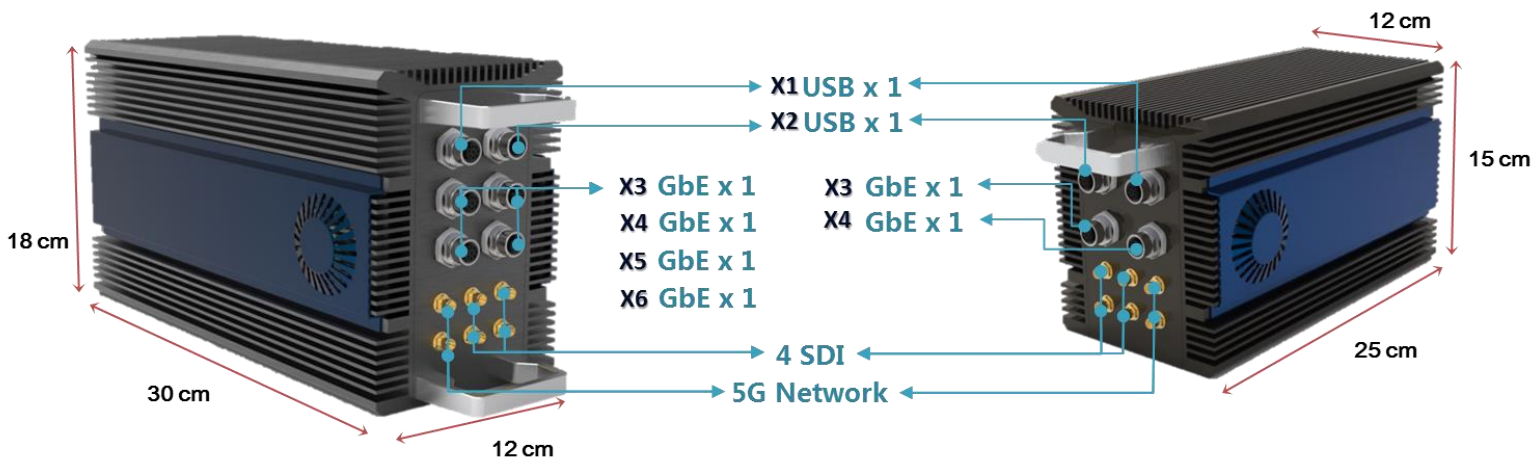 12 cm
X1 USB x 1
X2 USB x 1
15 cm
X3 GbE x 1
X4 GbE x 1
X5 GbE x 1
X6 GbE x 1
X3 GbE x 1
X4 GbE x 1
18 cm
4 SDI
25 cm
5G Network
30 cm
12 cm